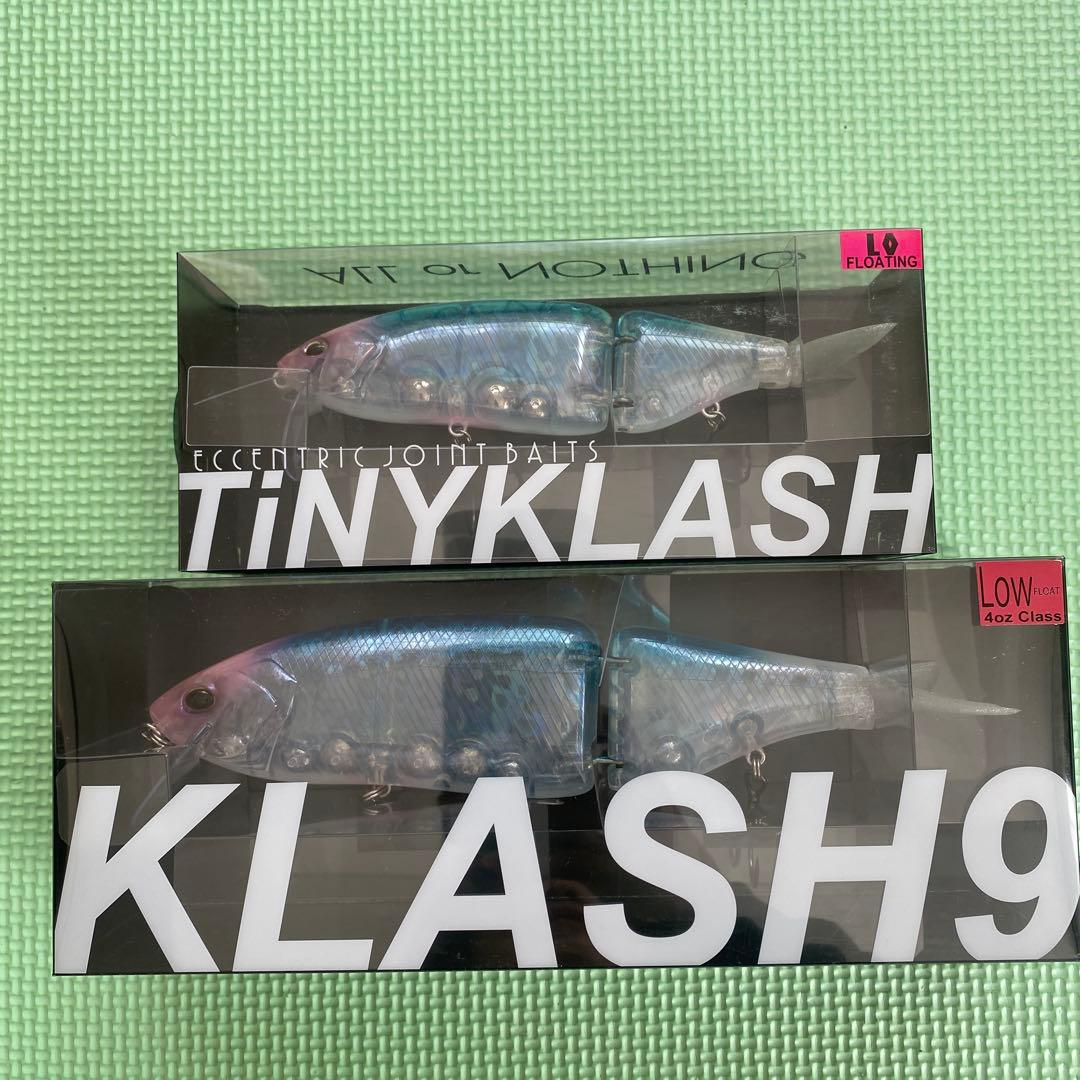 ALL or NOTHING
LO
FLOATING
ECCENTRIC JOINT BAITS
TiNYKLASH
LOW FLOAT
4oz Class
KLASH9